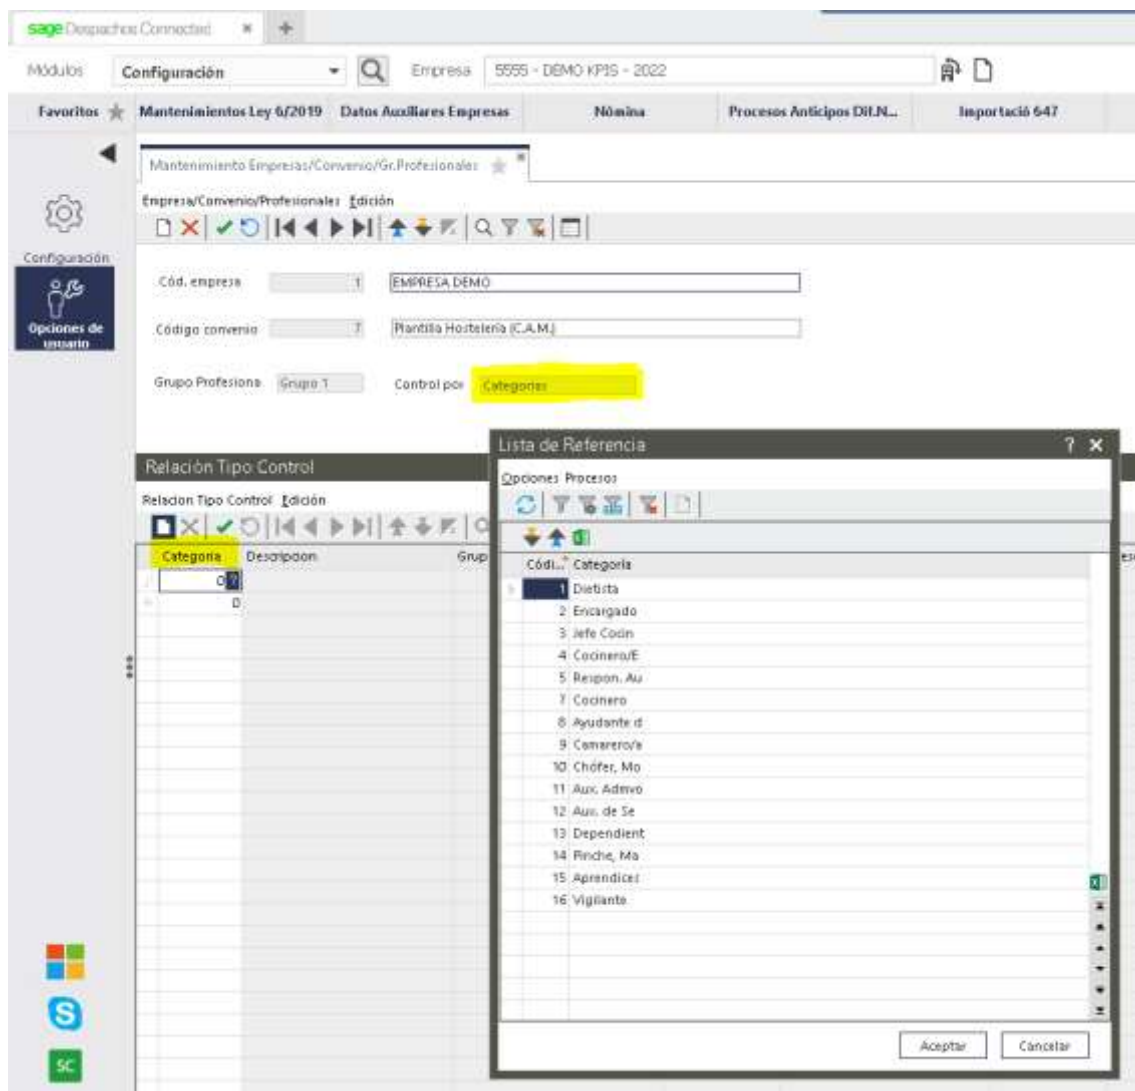 sage Despachos Connected
Módulos Configuración Empresa 5555 - DEMO KPIS - 2022
Favoritos Mantenimientos Ley 6/2019 Datos Auxiliares Empresas Nómina Procesos Anticipos Dif.N... Importació 647
Mantenimiento Empresas/Convenio/Gr.Profesionales
Empresa/Convenio/Profesionales Edición
Configuración
Cód. empresa 1 EMPRESA DEMO
Opciones de usuario
Código convenio 7 Plantilla Hostelería (C.A.M.)
Grupo Profesiona Grupo 1 Control por Categorías
Lista de Referencia ?
Relación Tipo Control
Opciones Procesos
Relacion Tipo Control Edición
Categoría Descripcion Grup
0 ?
0
Códi... Categoría
1 Dietista
2 Encargado
3 Jefe Cocin
4 Cocinero/E
5 Respon. Au
7 Cocinero
8 Ayudante d
9 Camarero/a
10 Chófer, Mo
11 Aux. Admvo
12 Aux. de Se
13 Dependient
14 Pinche, Ma
15 Aprendices
16 Vigilante
S
SC
Aceptar Cancelar